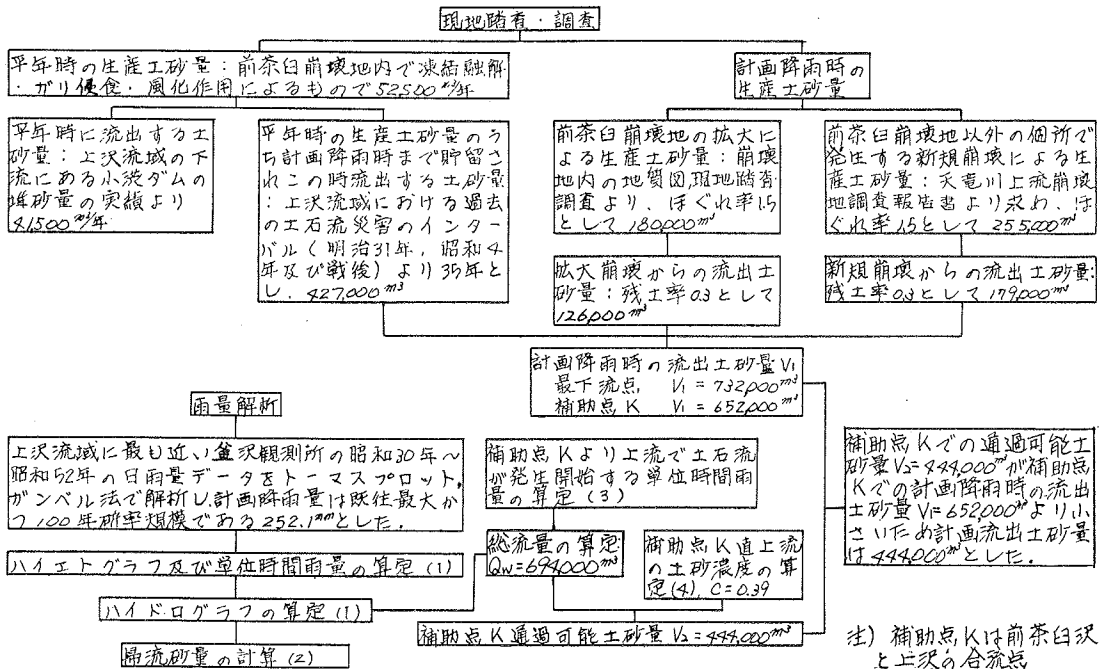 現地踏査・調査
平年時の生産土砂量：前茶臼崩壊地内で凍結融解
・ガリ侵食・風化作用によるもので52,500m³/年
計画降雨時の
生産土砂量
平年時に流出する土
砂量：上沢流域の下
流にある小渋ダムの
堆砂量の実績より
41,500m³/年
平年時の生産土砂量のう
ち計画降雨時まで貯留さ
れこの時流出する土砂量
：上沢流域における過去
の土石流災害のインター
バル（明治31年，昭和4
年及び戦後）より35年と
し，427,000m³
前茶臼崩壊地の拡大に
よる生産土砂量：崩壊
地内の地質図,現地踏査・
調査より、ほぐれ率1.5
として180,000m³
前茶臼崩壊地以外の個所で
発生する新規崩壊による生
産土砂量：天竜川上流崩壊
地調査報告書より求め、ほ
ぐれ率1.5として255,000m³
拡大崩壊からの流出土
砂量：残土率0.3として
126,000m³
新規崩壊からの流出土砂量:
残土率0.3として179,000m³
計画降雨時の流出土砂量V₁
最下流点 V₁=732,000m³
補助点K V₁=652,000m³
雨量解析
上沢流域に最も近い釜沢観測所の昭和30年～
昭和52年の日雨量データをトーマスプロット,
ガンベル法で解析し,計画降雨量は既往最大か
つ100年確率規模である252.1mmとした.
補助点Kより上流で土石流
が発生開始する単位時間雨
量の算定(3)
補助点Kでの通過可能土
砂量V₂=444,000m³が補助点
Kでの計画降雨時の流出
土砂量V₁=652,000m³より小
さいため計画流出土砂量
は444,000m³とした.
ハイエトグラフ及び単位時間雨量の算定(1)
総流量の算定
Qw=694,000m³
補助点K直上流
の土砂濃度の算
定(4),C=0.39
ハイドログラフの算定(1)
補助点K通過可能土砂量V₂=444,000m³
掃流砂量の計算(2)
注）補助点Kは前茶臼沢
と上沢の合流点